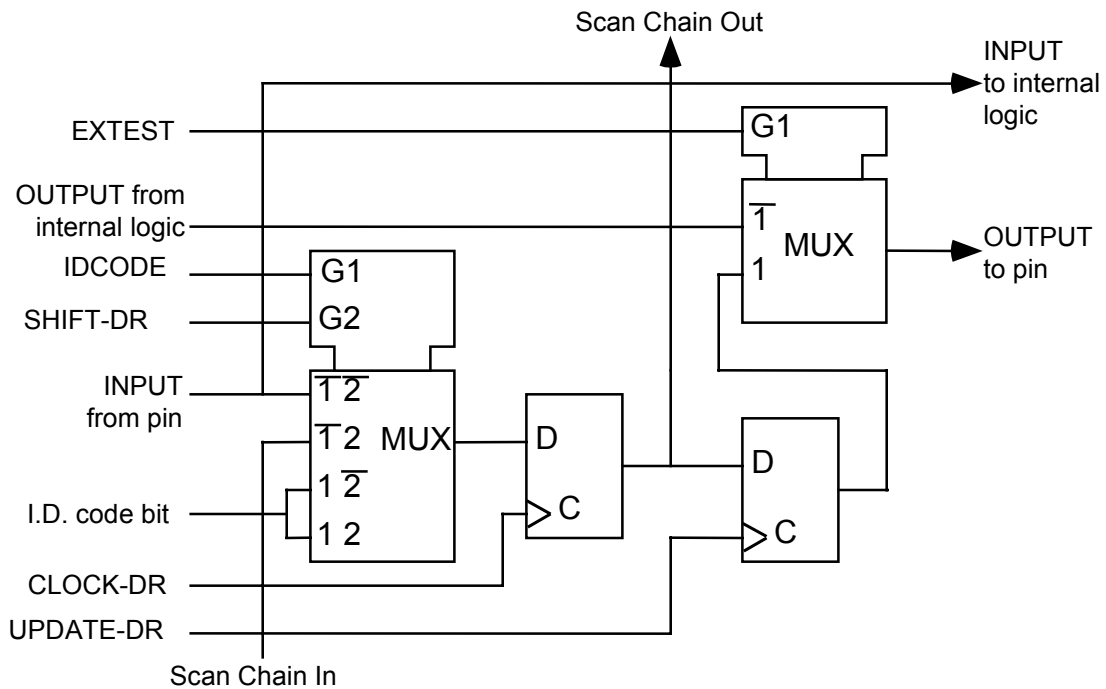 Scan Chain Out
INPUT
to internal
logic
EXTEST
G1
OUTPUT from
internal logic
1̅
MUX
1
OUTPUT
to pin
IDCODE
G1
SHIFT-DR
G2
INPUT
from pin
1̅ 2̅
1̅ 2
MUX
1 2̅
1 2
D
C
D
C
I.D. code bit
CLOCK-DR
UPDATE-DR
Scan Chain In